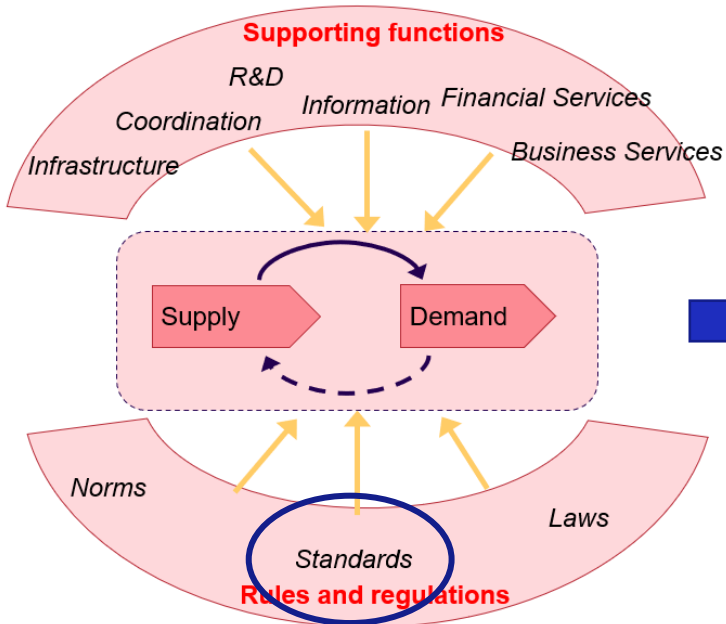 Supporting functions
R&D
Information
Financial Services
Coordination
Business Services
Infrastructure
Supply
Demand
Norms
Laws
Standards
Rules and regulations